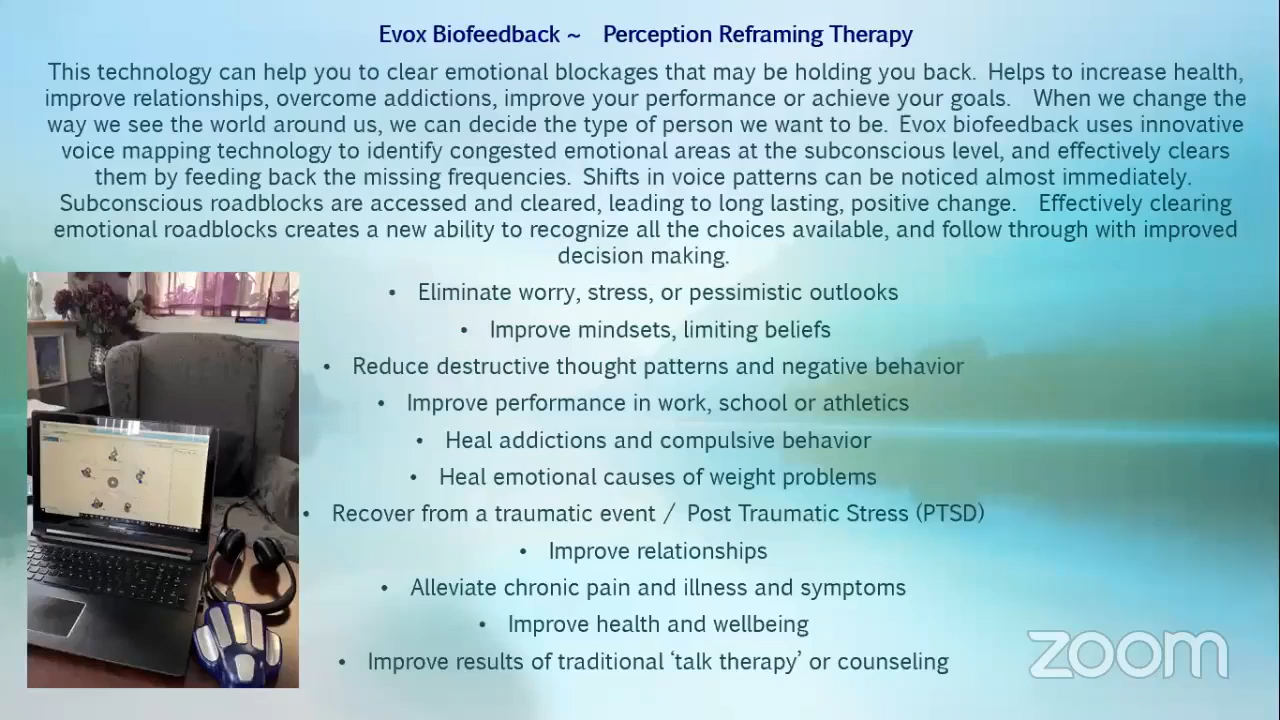 Evox Biofeedback ~ Perception Reframing Therapy
This technology can help you to clear emotional blockages that may be holding you back. Helps to increase health,
improve relationships, overcome addictions, improve your performance or achieve your goals. When we change the
way we see the world around us, we can decide the type of person we want to be. Evox biofeedback uses innovative
voice mapping technology to identify congested emotional areas at the subconscious level, and effectively clears
them by feeding back the missing frequencies. Shifts in voice patterns can be noticed almost immediately.
Subconscious roadblocks are accessed and cleared, leading to long lasting, positive change. Effectively clearing
emotional roadblocks creates a new ability to recognize all the choices available, and follow through with improved
decision making.
• Eliminate worry, stress, or pessimistic outlooks
• Improve mindsets, limiting beliefs
• Reduce destructive thought patterns and negative behavior
• Improve performance in work, school or athletics
• Heal addictions and compulsive behavior
• Heal emotional causes of weight problems
• Recover from a traumatic event / Post Traumatic Stress (PTSD)
• Improve relationships
• Alleviate chronic pain and illness and symptoms
• Improve health and wellbeing
• Improve results of traditional ‘talk therapy’ or counseling
zoom